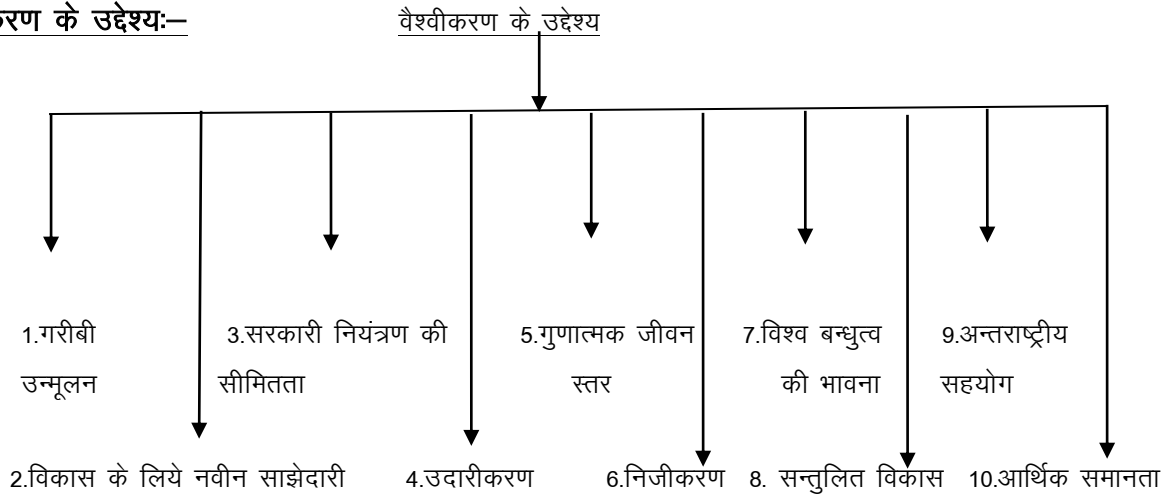 करण के उद्देश्यः–
वैश्वीकरण के उद्देश्य
1.गरीबी
उन्मूलन
3.सरकारी नियंत्रण की
सीमितता
5.गुणात्मक जीवन
स्तर
7.विश्व बन्धुत्व
की भावना
9.अन्तराष्ट्रीय
सहयोग
2.विकास के लिये नवीन साझेदारी
4.उदारीकरण
6.निजीकरण
8. सन्तुलित विकास
10.आर्थिक समानता